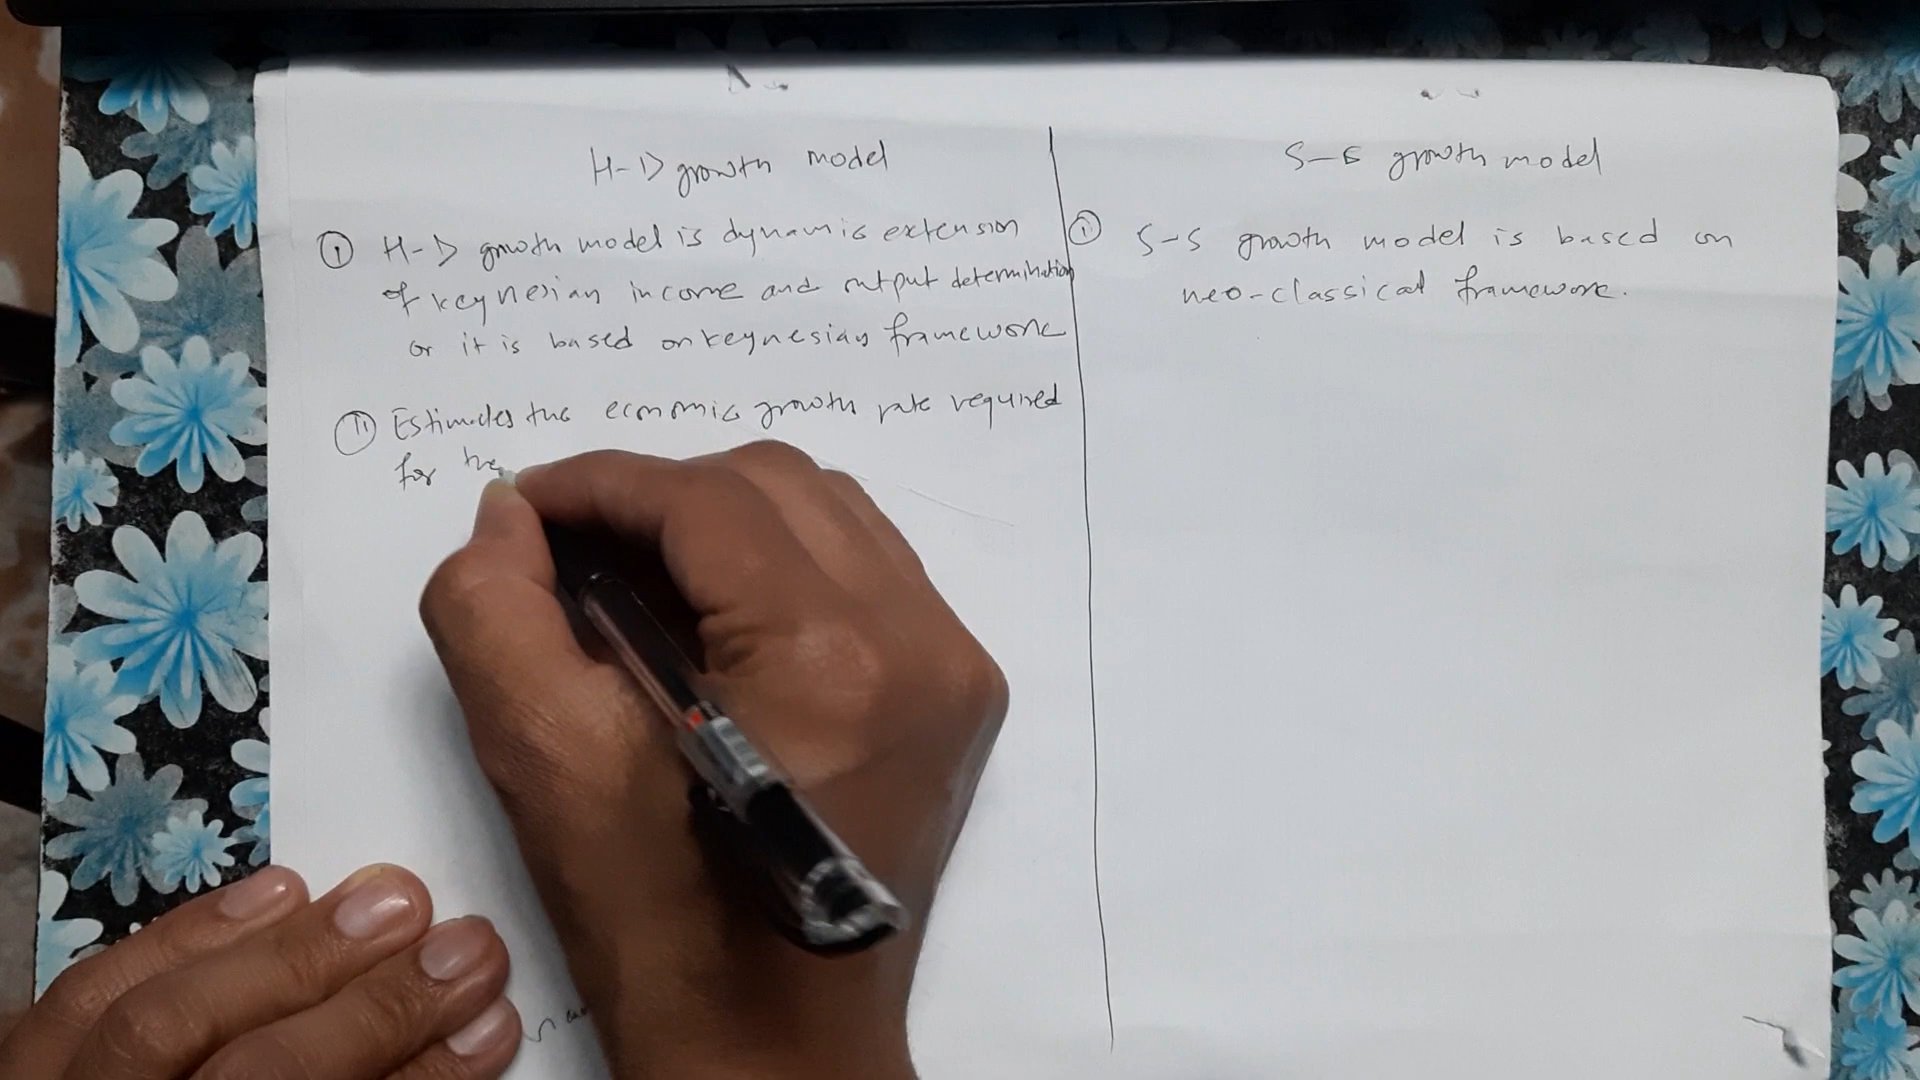 H-D growth model
① H-D growth model is dynamic extension
of keynesian income and output determination
or it is based on keynesian framework
⑪ Estimates the economic growth rate required
for the
S-S growth model
① S-S growth model is based on
neo-classical framework.